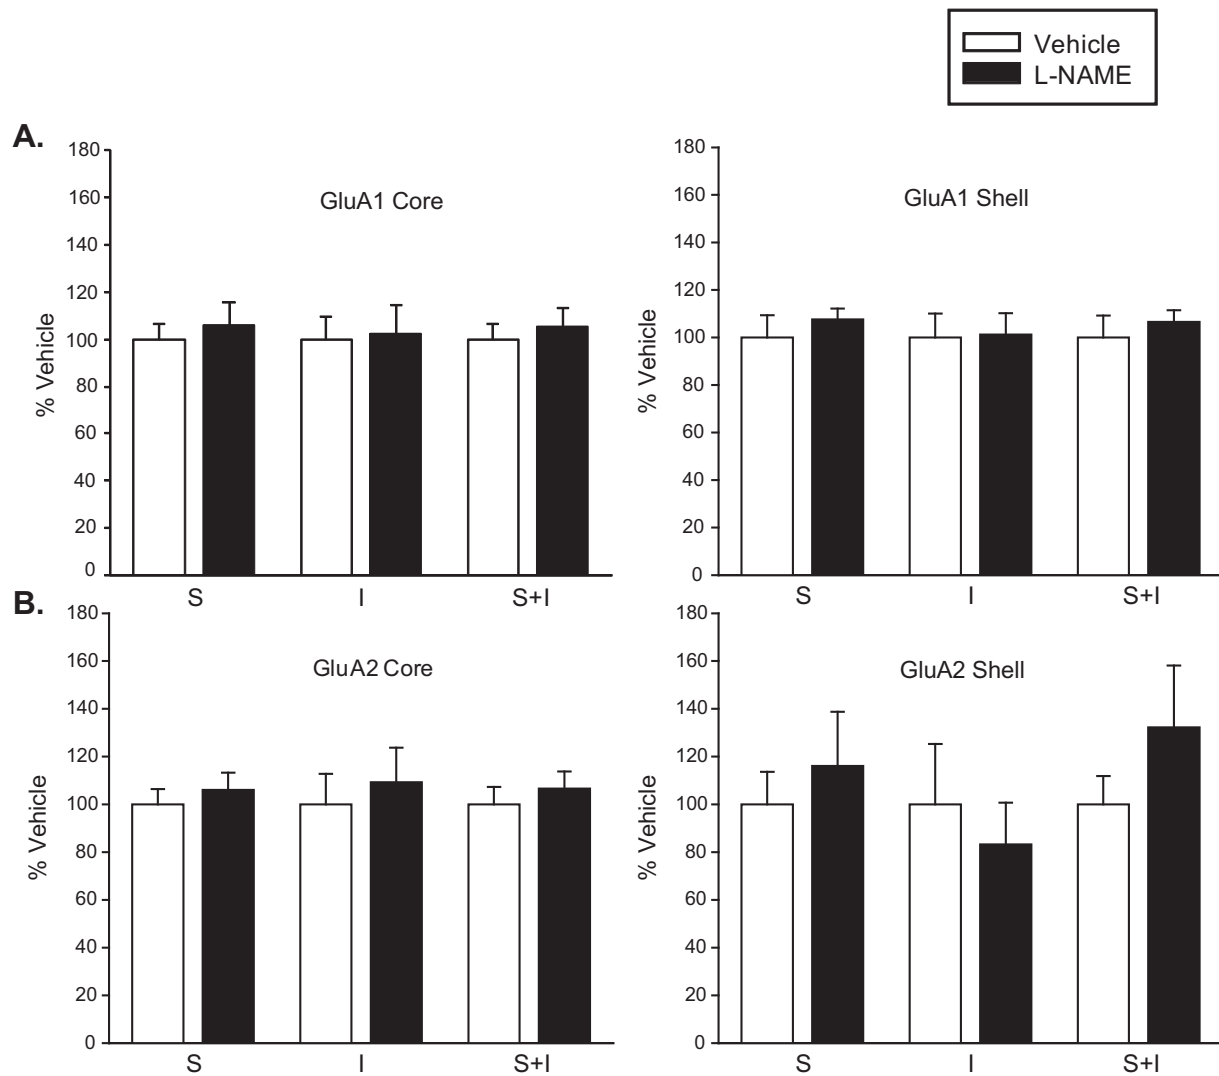 Vehicle
L-NAME
A.
GluA1 Core
% Vehicle
180
160
140
120
100
80
60
40
20
0
S I S+I
GluA1 Shell
% Vehicle
180
160
140
120
100
80
60
40
20
0
S I S+I
B.
GluA2 Core
% Vehicle
180
160
140
120
100
80
60
40
20
0
S I S+I
GluA2 Shell
% Vehicle
180
160
140
120
100
80
60
40
20
0
S I S+I